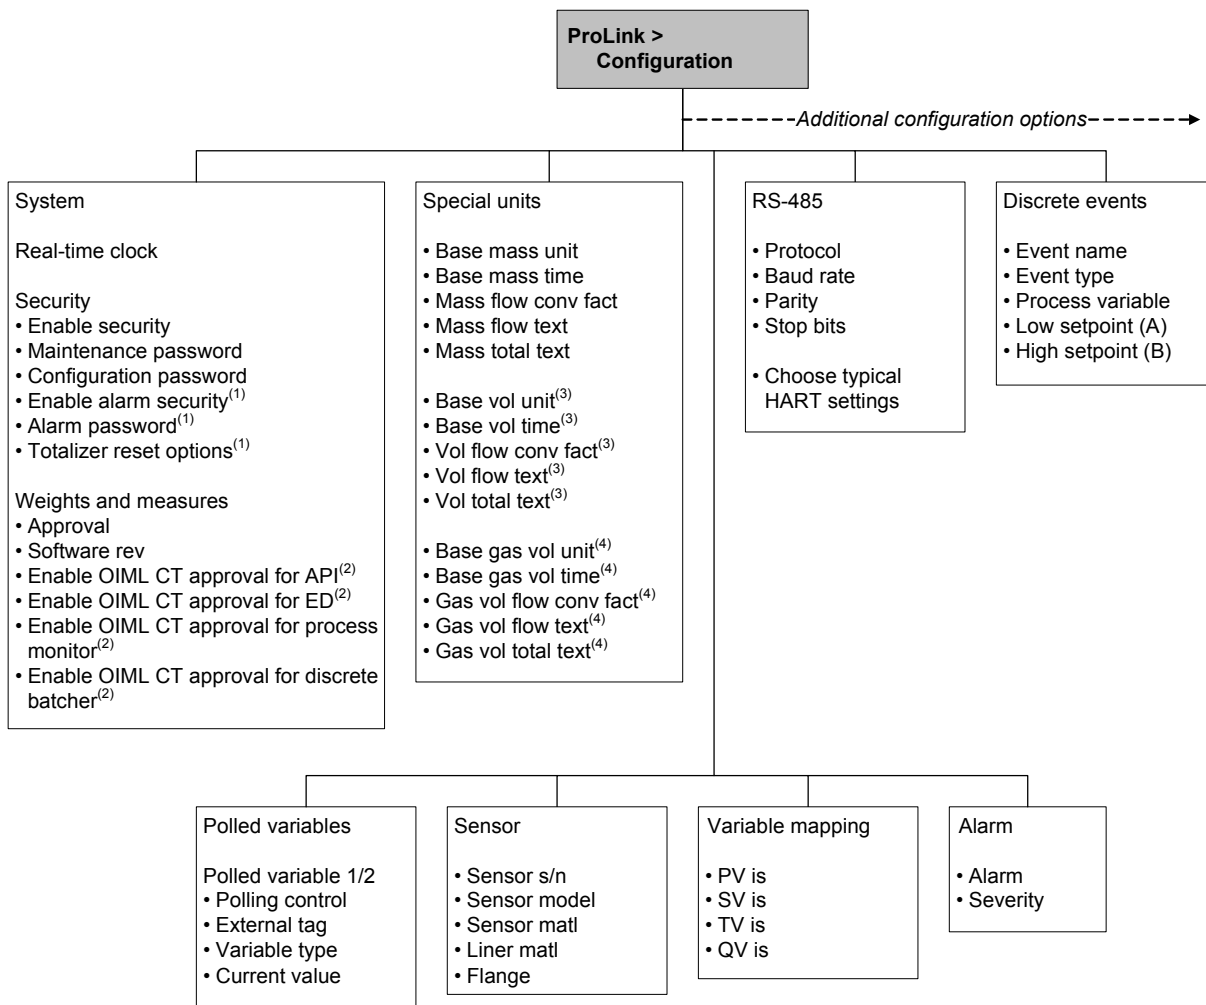 ProLink >
Configuration
Additional configuration options
System
Real-time clock
Security
• Enable security
• Maintenance password
• Configuration password
• Enable alarm security(1)
• Alarm password(1)
• Totalizer reset options(1)
Weights and measures
• Approval
• Software rev
• Enable OIML CT approval for API(2)
• Enable OIML CT approval for ED(2)
• Enable OIML CT approval for process
monitor(2)
• Enable OIML CT approval for discrete
batcher(2)
Special units
• Base mass unit
• Base mass time
• Mass flow conv fact
• Mass flow text
• Mass total text
• Base vol unit(3)
• Base vol time(3)
• Vol flow conv fact(3)
• Vol flow text(3)
• Vol total text(3)
• Base gas vol unit(4)
• Base gas vol time(4)
• Gas vol flow conv fact(4)
• Gas vol flow text(4)
• Gas vol total text(4)
RS-485
• Protocol
• Baud rate
• Parity
• Stop bits
• Choose typical
HART settings
Discrete events
• Event name
• Event type
• Process variable
• Low setpoint (A)
• High setpoint (B)
Polled variables
Polled variable 1/2
• Polling control
• External tag
• Variable type
• Current value
Sensor
• Sensor s/n
• Sensor model
• Sensor matl
• Liner matl
• Flange
Variable mapping
• PV is
• SV is
• TV is
• QV is
Alarm
• Alarm
• Severity